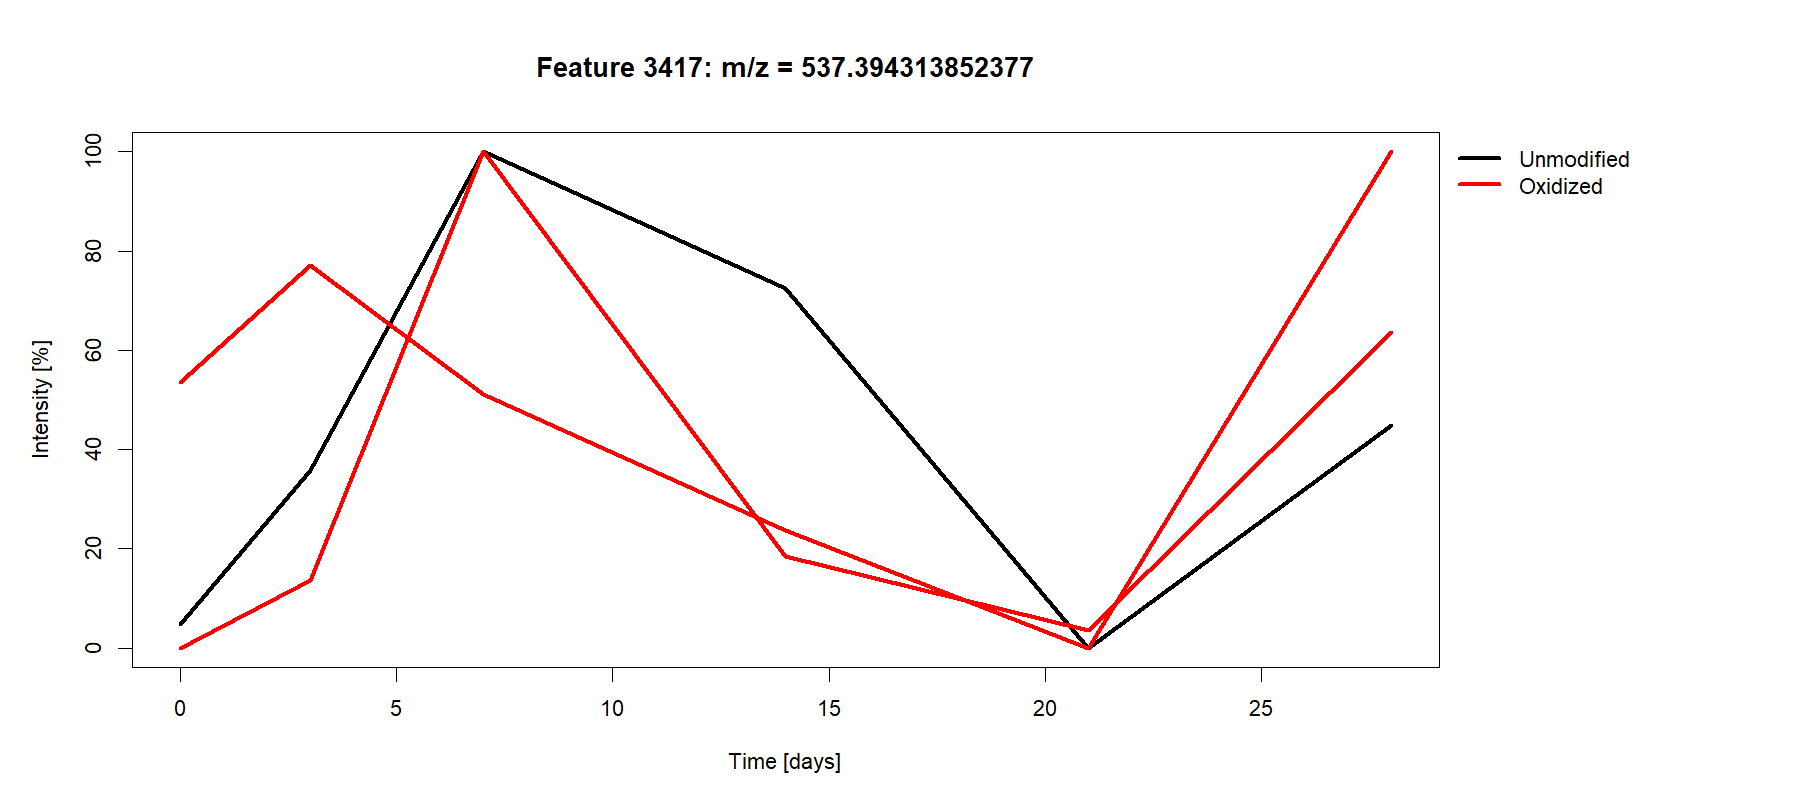 Feature 3417: m/z = 537.394313852377
Unmodified
Oxidized
Intensity [%]
100
80
60
40
20
0
0 5 10 15 20 25
Time [days]